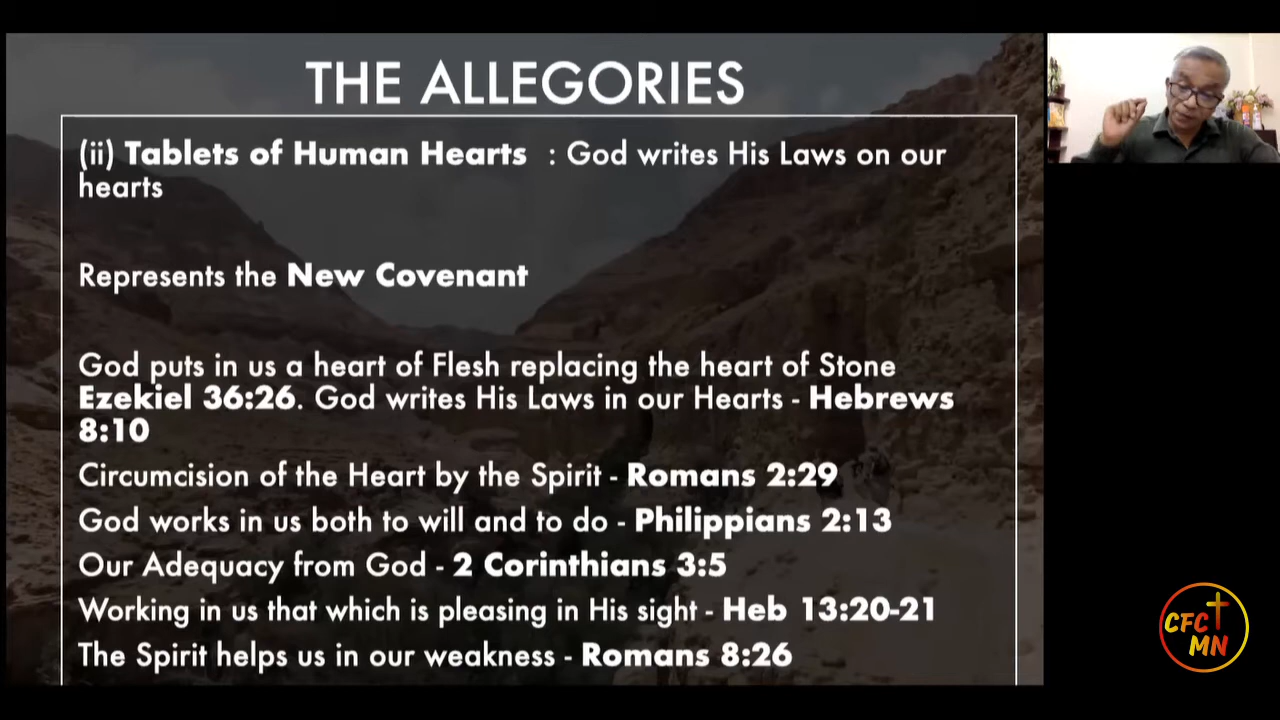 THE ALLEGORIES
(ii) Tablets of Human Hearts : God writes His Laws on our
hearts
Represents the New Covenant
God puts in us a heart of Flesh replacing the heart of Stone
Ezekiel 36:26. God writes His Laws in our Hearts - Hebrews
8:10
Circumcision of the Heart by the Spirit - Romans 2:29
God works in us both to will and to do - Philippians 2:13
Our Adequacy from God - 2 Corinthians 3:5
Working in us that which is pleasing in His sight - Heb 13:20-21
The Spirit helps us in our weakness - Romans 8:26
CFC
MN